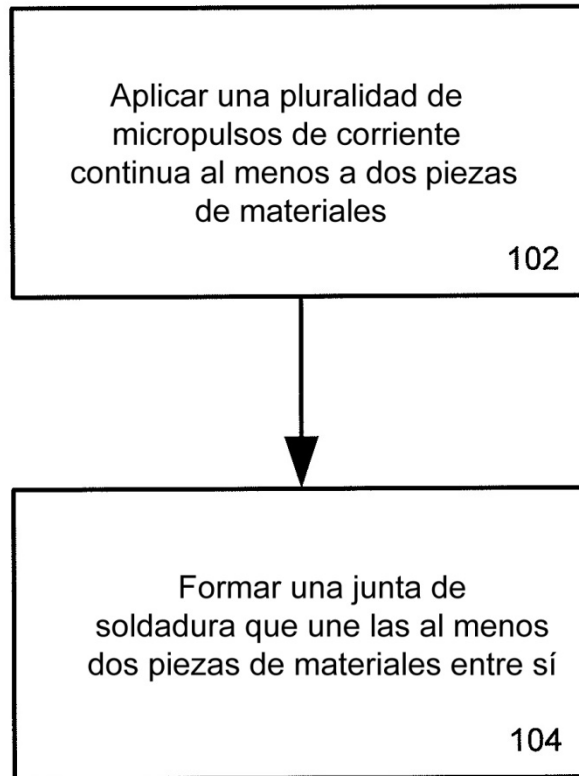 Aplicar una pluralidad de
micropulsos de corriente
continua al menos a dos piezas
de materiales
102
Formar una junta de
soldadura que une las al menos
dos piezas de materiales entre sí
104